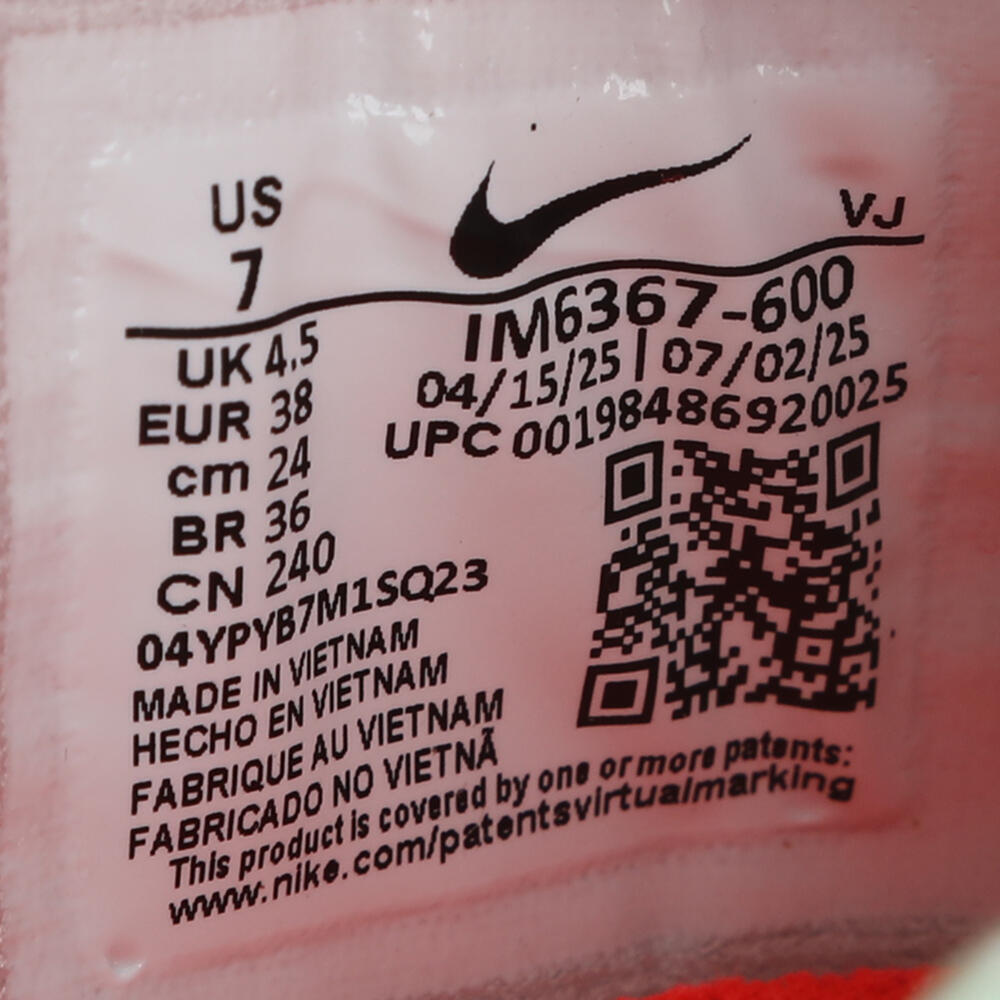 US
7
VJ
UK 4.5
EUR 38
cm 24
BR 36
CN 240
IM6367-600
04/15/25 | 07/02/25
UPC 00198486920025
04YPYB7M1SQ23
MADE IN VIETNAM
HECHO EN VIETNAM
FABRIQUE AU VIETNAM
FABRICADO NO VIETNÃ
This product is covered by one or more patents:
www.nike.com/patentsvirtualmarking